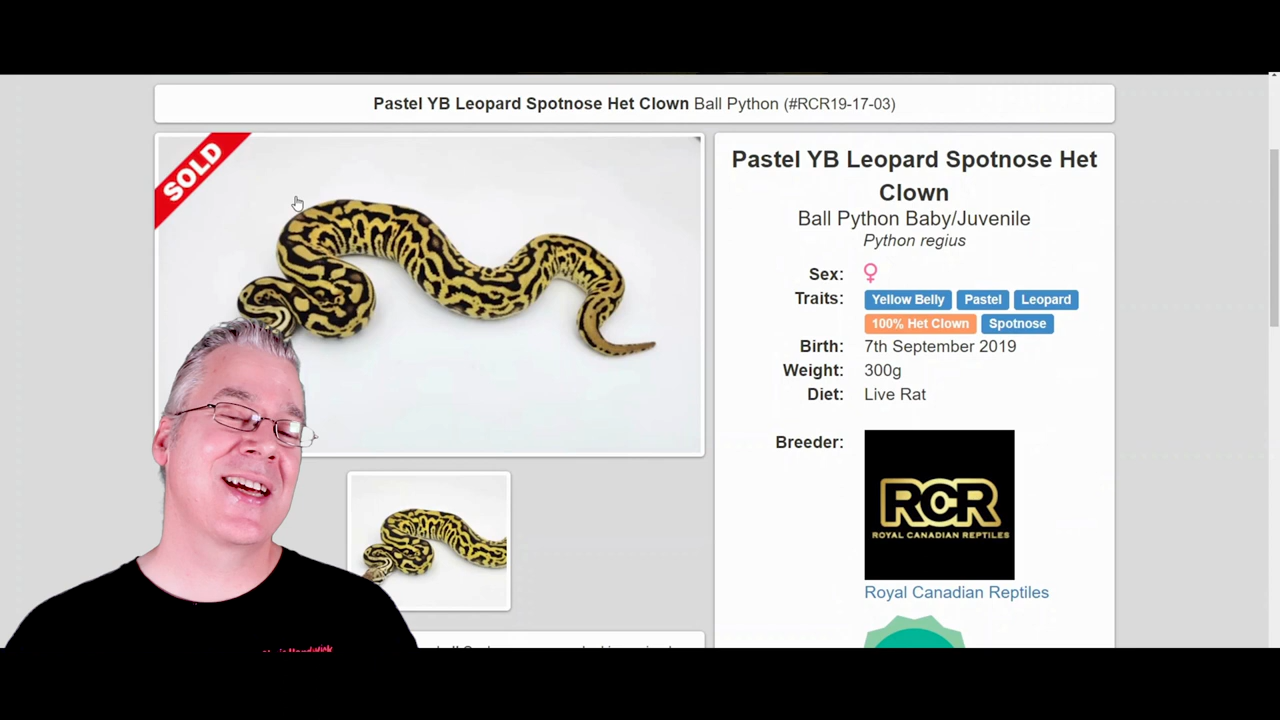 Pastel YB Leopard Spotnose Het Clown Ball Python (#RCR19-17-03)
SOLD
Pastel YB Leopard Spotnose Het
Clown
Ball Python Baby/Juvenile
Python regius
Sex: ♀
Traits: Yellow Belly Pastel Leopard
100% Het Clown Spotnose
Birth: 7th September 2019
Weight: 300g
Diet: Live Rat
Breeder:
RCR
ROYAL CANADIAN REPTILES
Royal Canadian Reptiles